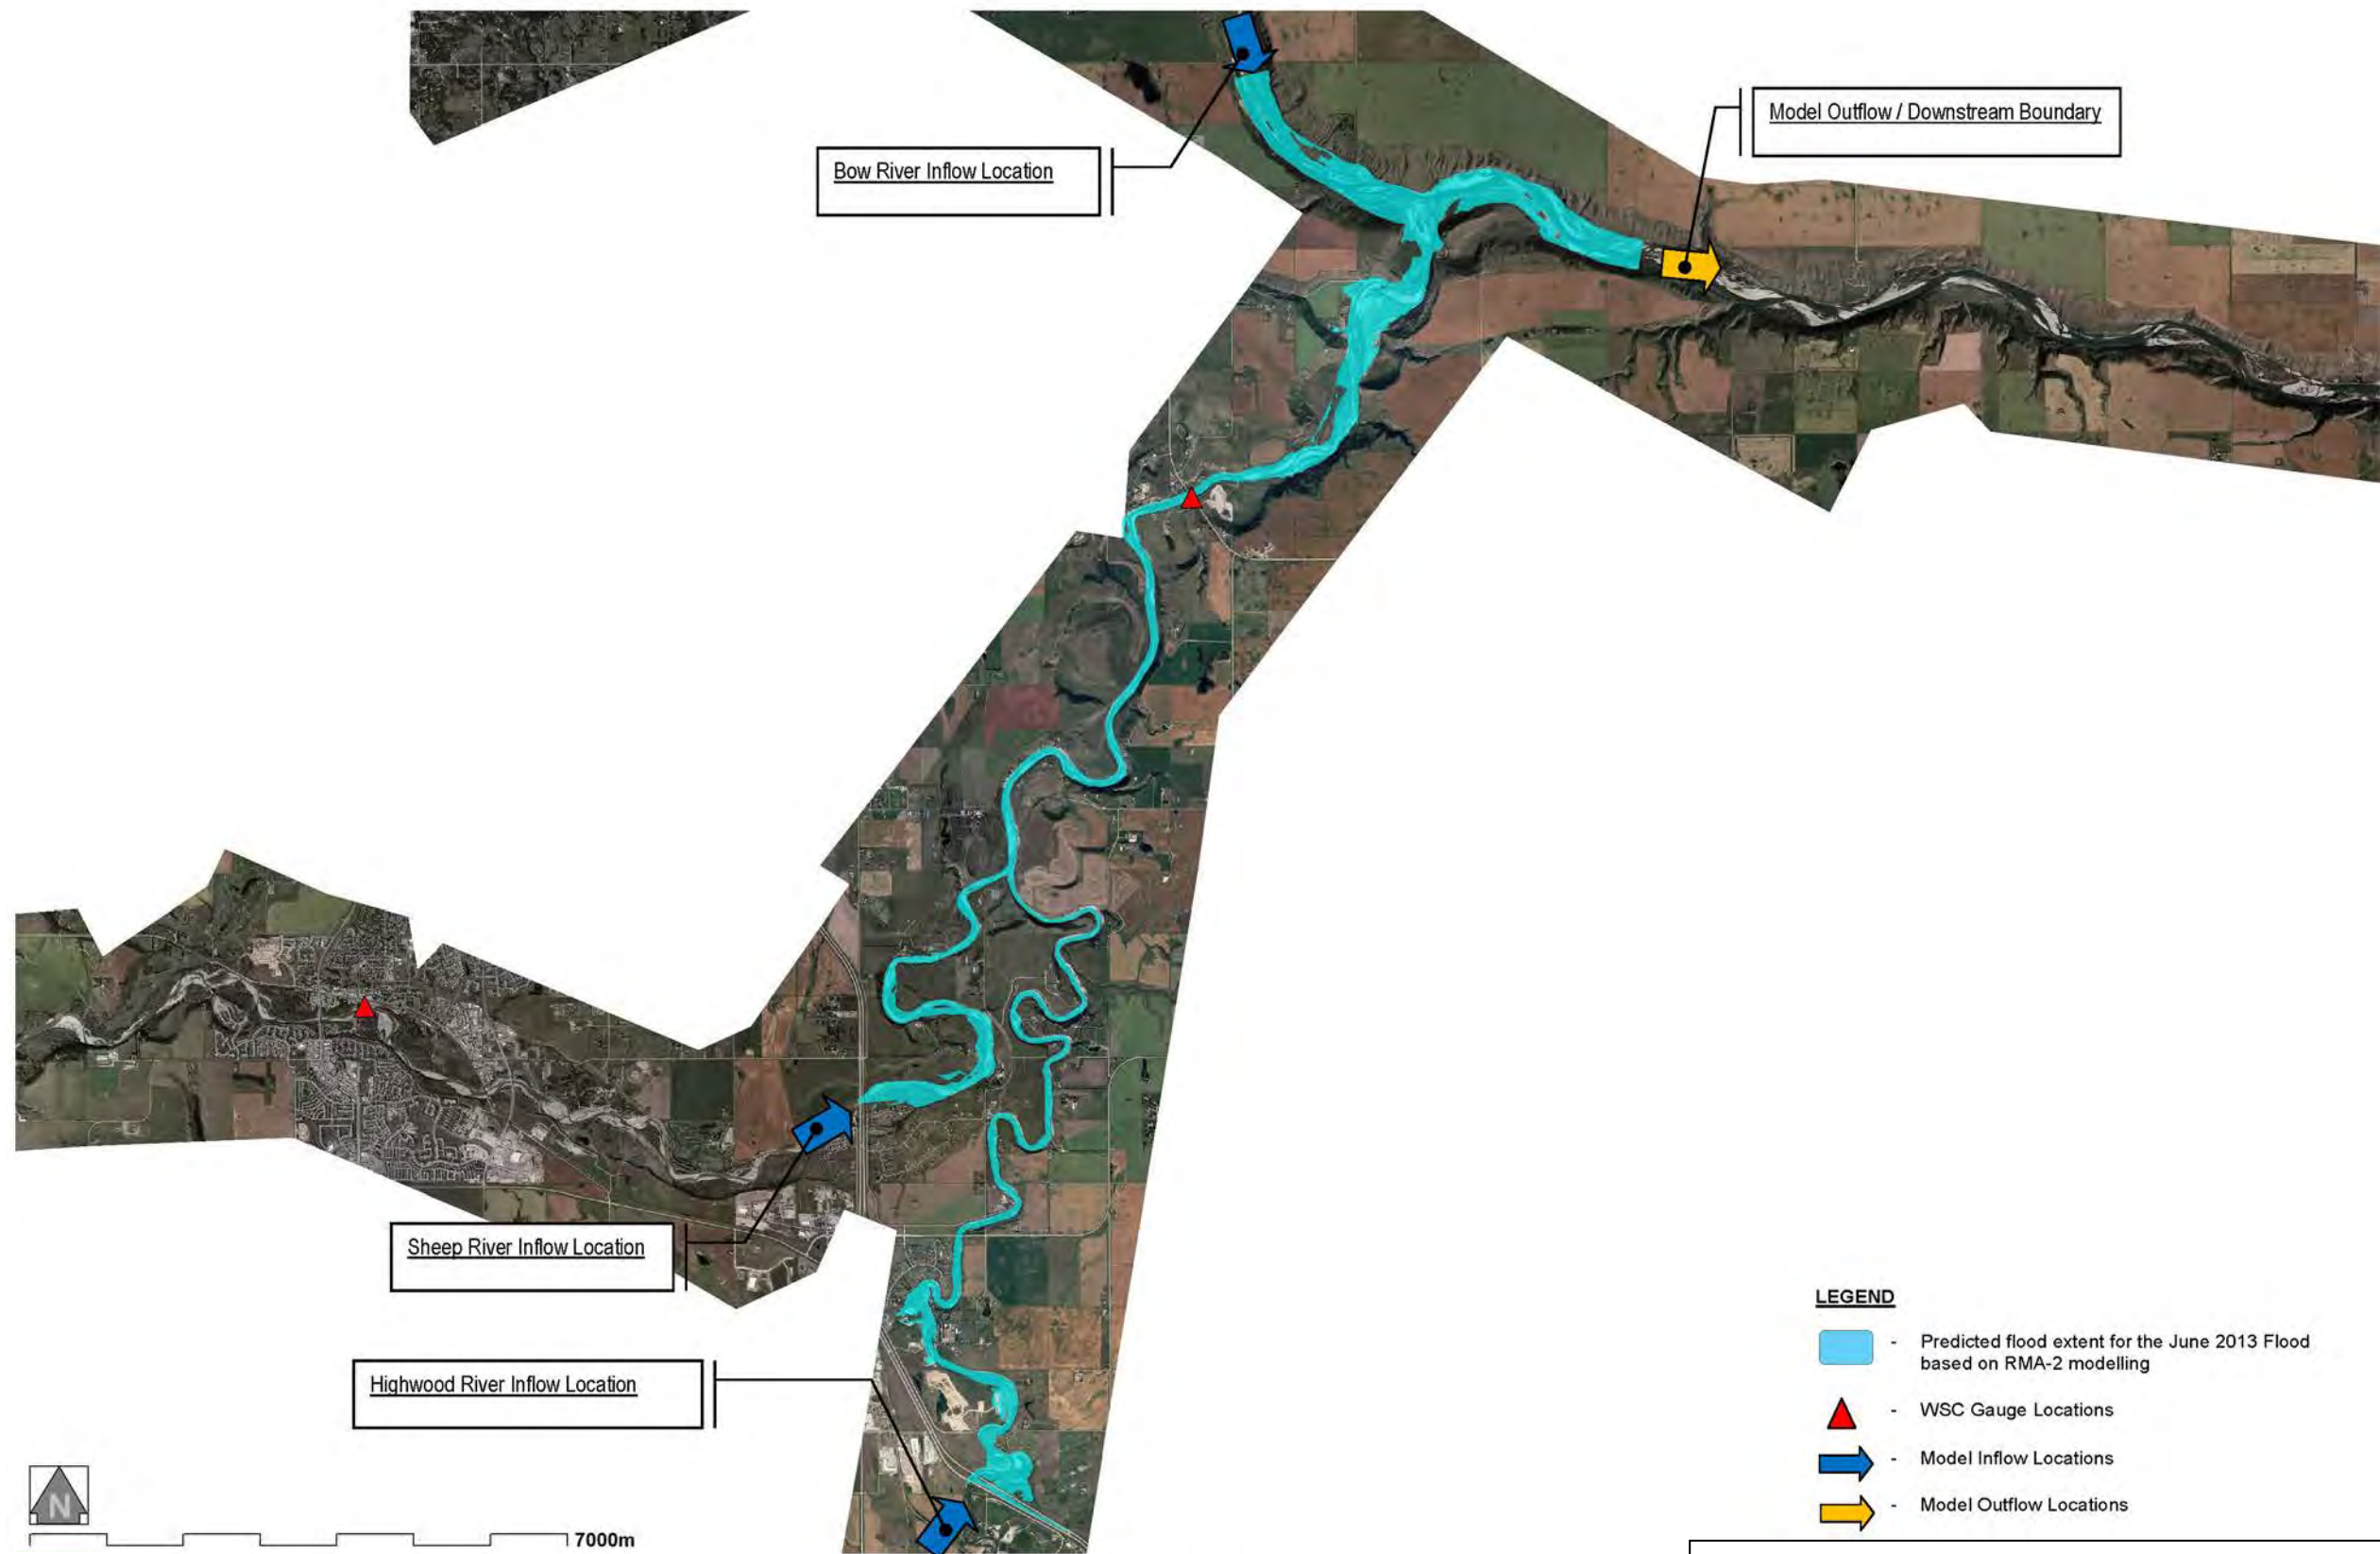 Model Outflow / Downstream Boundary
Bow River Inflow Location
Sheep River Inflow Location
Highwood River Inflow Location
LEGEND
- Predicted flood extent for the June 2013 Flood
based on RMA-2 modelling
- WSC Gauge Locations
- Model Inflow Locations
- Model Outflow Locations
N
7000m